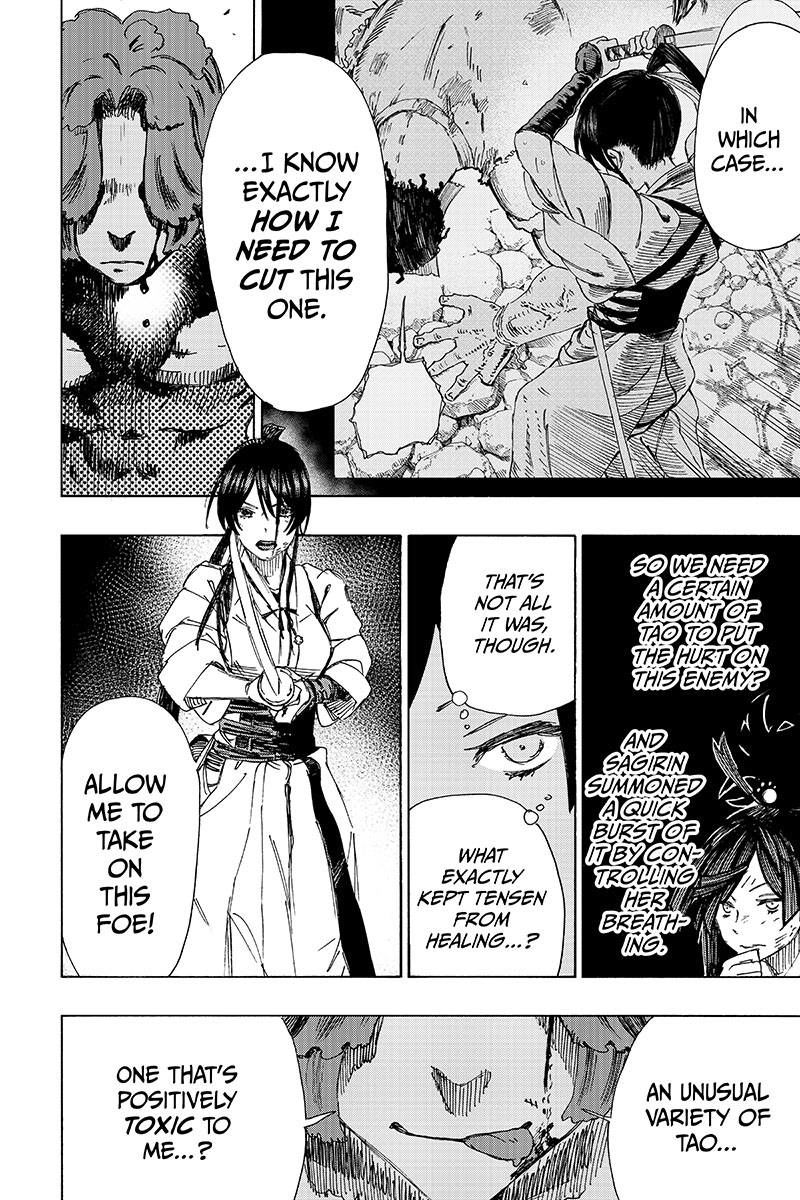 IN
WHICH
CASE...
...I KNOW
EXACTLY
HOW I
NEED TO
CUT THIS
ONE.
SO WE NEED
A CERTAIN
AMOUNT OF
TAO TO PUT
THE HURT ON
THIS ENEMY?
AND
SAGIRIN
SUMMONED
A QUICK
BURST OF
IT BY CON-
TROLLING
HER
BREATH-
ING.
THAT'S
NOT ALL
IT WAS,
THOUGH.
WHAT
EXACTLY
KEPT TENSEN
FROM
HEALING...?
ALLOW
ME TO
TAKE
ON
THIS
FOE!
AN UNUSUAL
VARIETY OF
TAO...
ONE THAT'S
POSITIVELY
TOXIC TO
ME...?